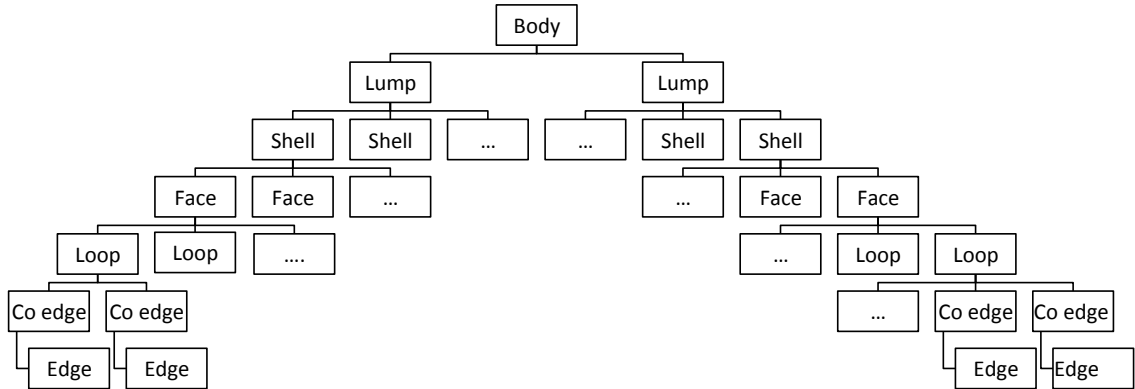 Body
Lump Lump
Shell Shell ... ... Shell Shell
Face Face ... ... Face Face
Loop Loop .... ... Loop Loop
Co edge Co edge ... Co edge Co edge
Edge Edge Edge Edge